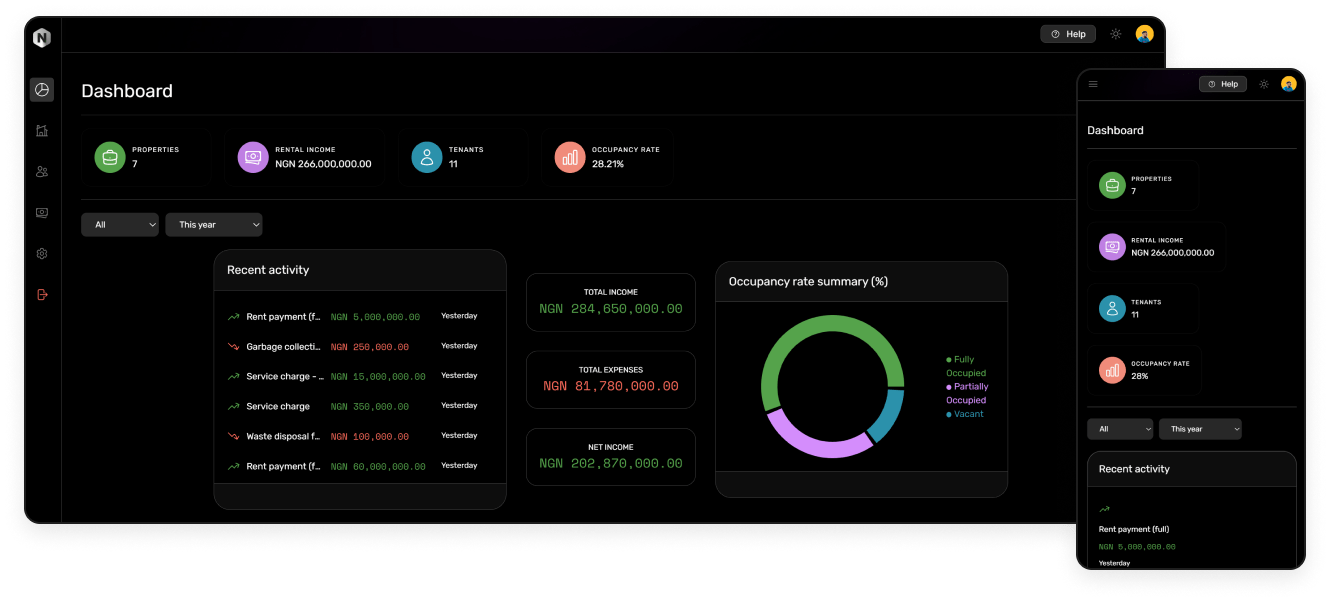 N
Help
Dashboard
PROPERTIES
7
RENTAL INCOME
NGN 266,000,000.00
TENANTS
11
OCCUPANCY RATE
28.21%
All
This year
Recent activity
Rent payment (f... NGN 5,000,000.00 Yesterday
Garbage collecti... NGN 250,000.00 Yesterday
Service charge - ... NGN 15,000,000.00 Yesterday
Service charge NGN 350,000.00 Yesterday
Waste disposal f... NGN 100,000.00 Yesterday
Rent payment (f... NGN 60,000,000.00 Yesterday
TOTAL INCOME
NGN 284,650,000.00
TOTAL EXPENSES
NGN 81,780,000.00
NET INCOME
NGN 202,870,000.00
Occupancy rate summary (%)
Fully
Occupied
Partially
Occupied
Vacant
Help
Dashboard
PROPERTIES
7
RENTAL INCOME
NGN 266,000,000.00
TENANTS
11
OCCUPANCY RATE
28%
All
This year
Recent activity
Rent payment (full)
NGN 5,000,000.00
Yesterday